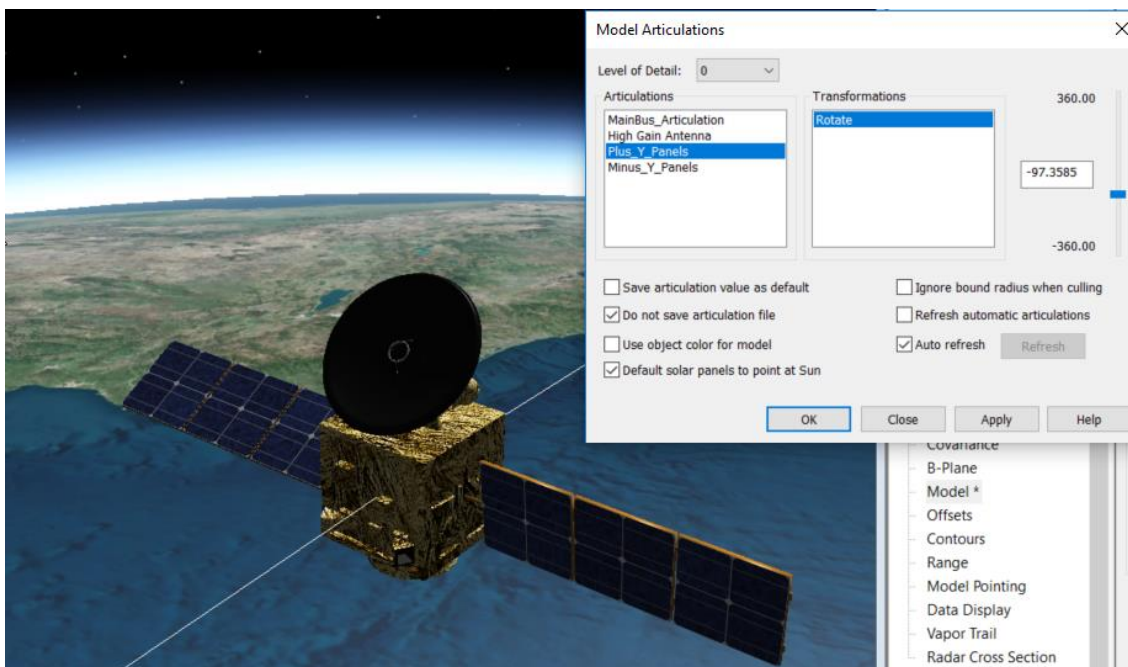 Model Articulations
Level of Detail: 0
Articulations
MainBus_Articulation
High Gain Antenna
Plus_Y_Panels
Minus_Y_Panels
Transformations
Rotate
360.00
-97.3585
-360.00
Save articulation value as default
Do not save articulation file
Use object color for model
Default solar panels to point at Sun
Ignore bound radius when culling
Refresh automatic articulations
Auto refresh Refresh
OK Close Apply Help
Covariance
B-Plane
Model *
Offsets
Contours
Range
Model Pointing
Data Display
Vapor Trail
Radar Cross Section